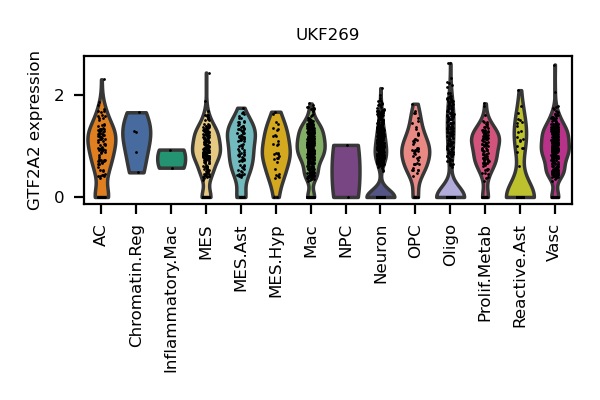 UKF269
GTF2A2 expression
2
0
AC
Chromatin.Reg
Inflammatory.Mac
MES
MES.Ast
MES.Hyp
Mac
NPC
Neuron
OPC
Oligo
Prolif.Metab
Reactive.Ast
Vasc